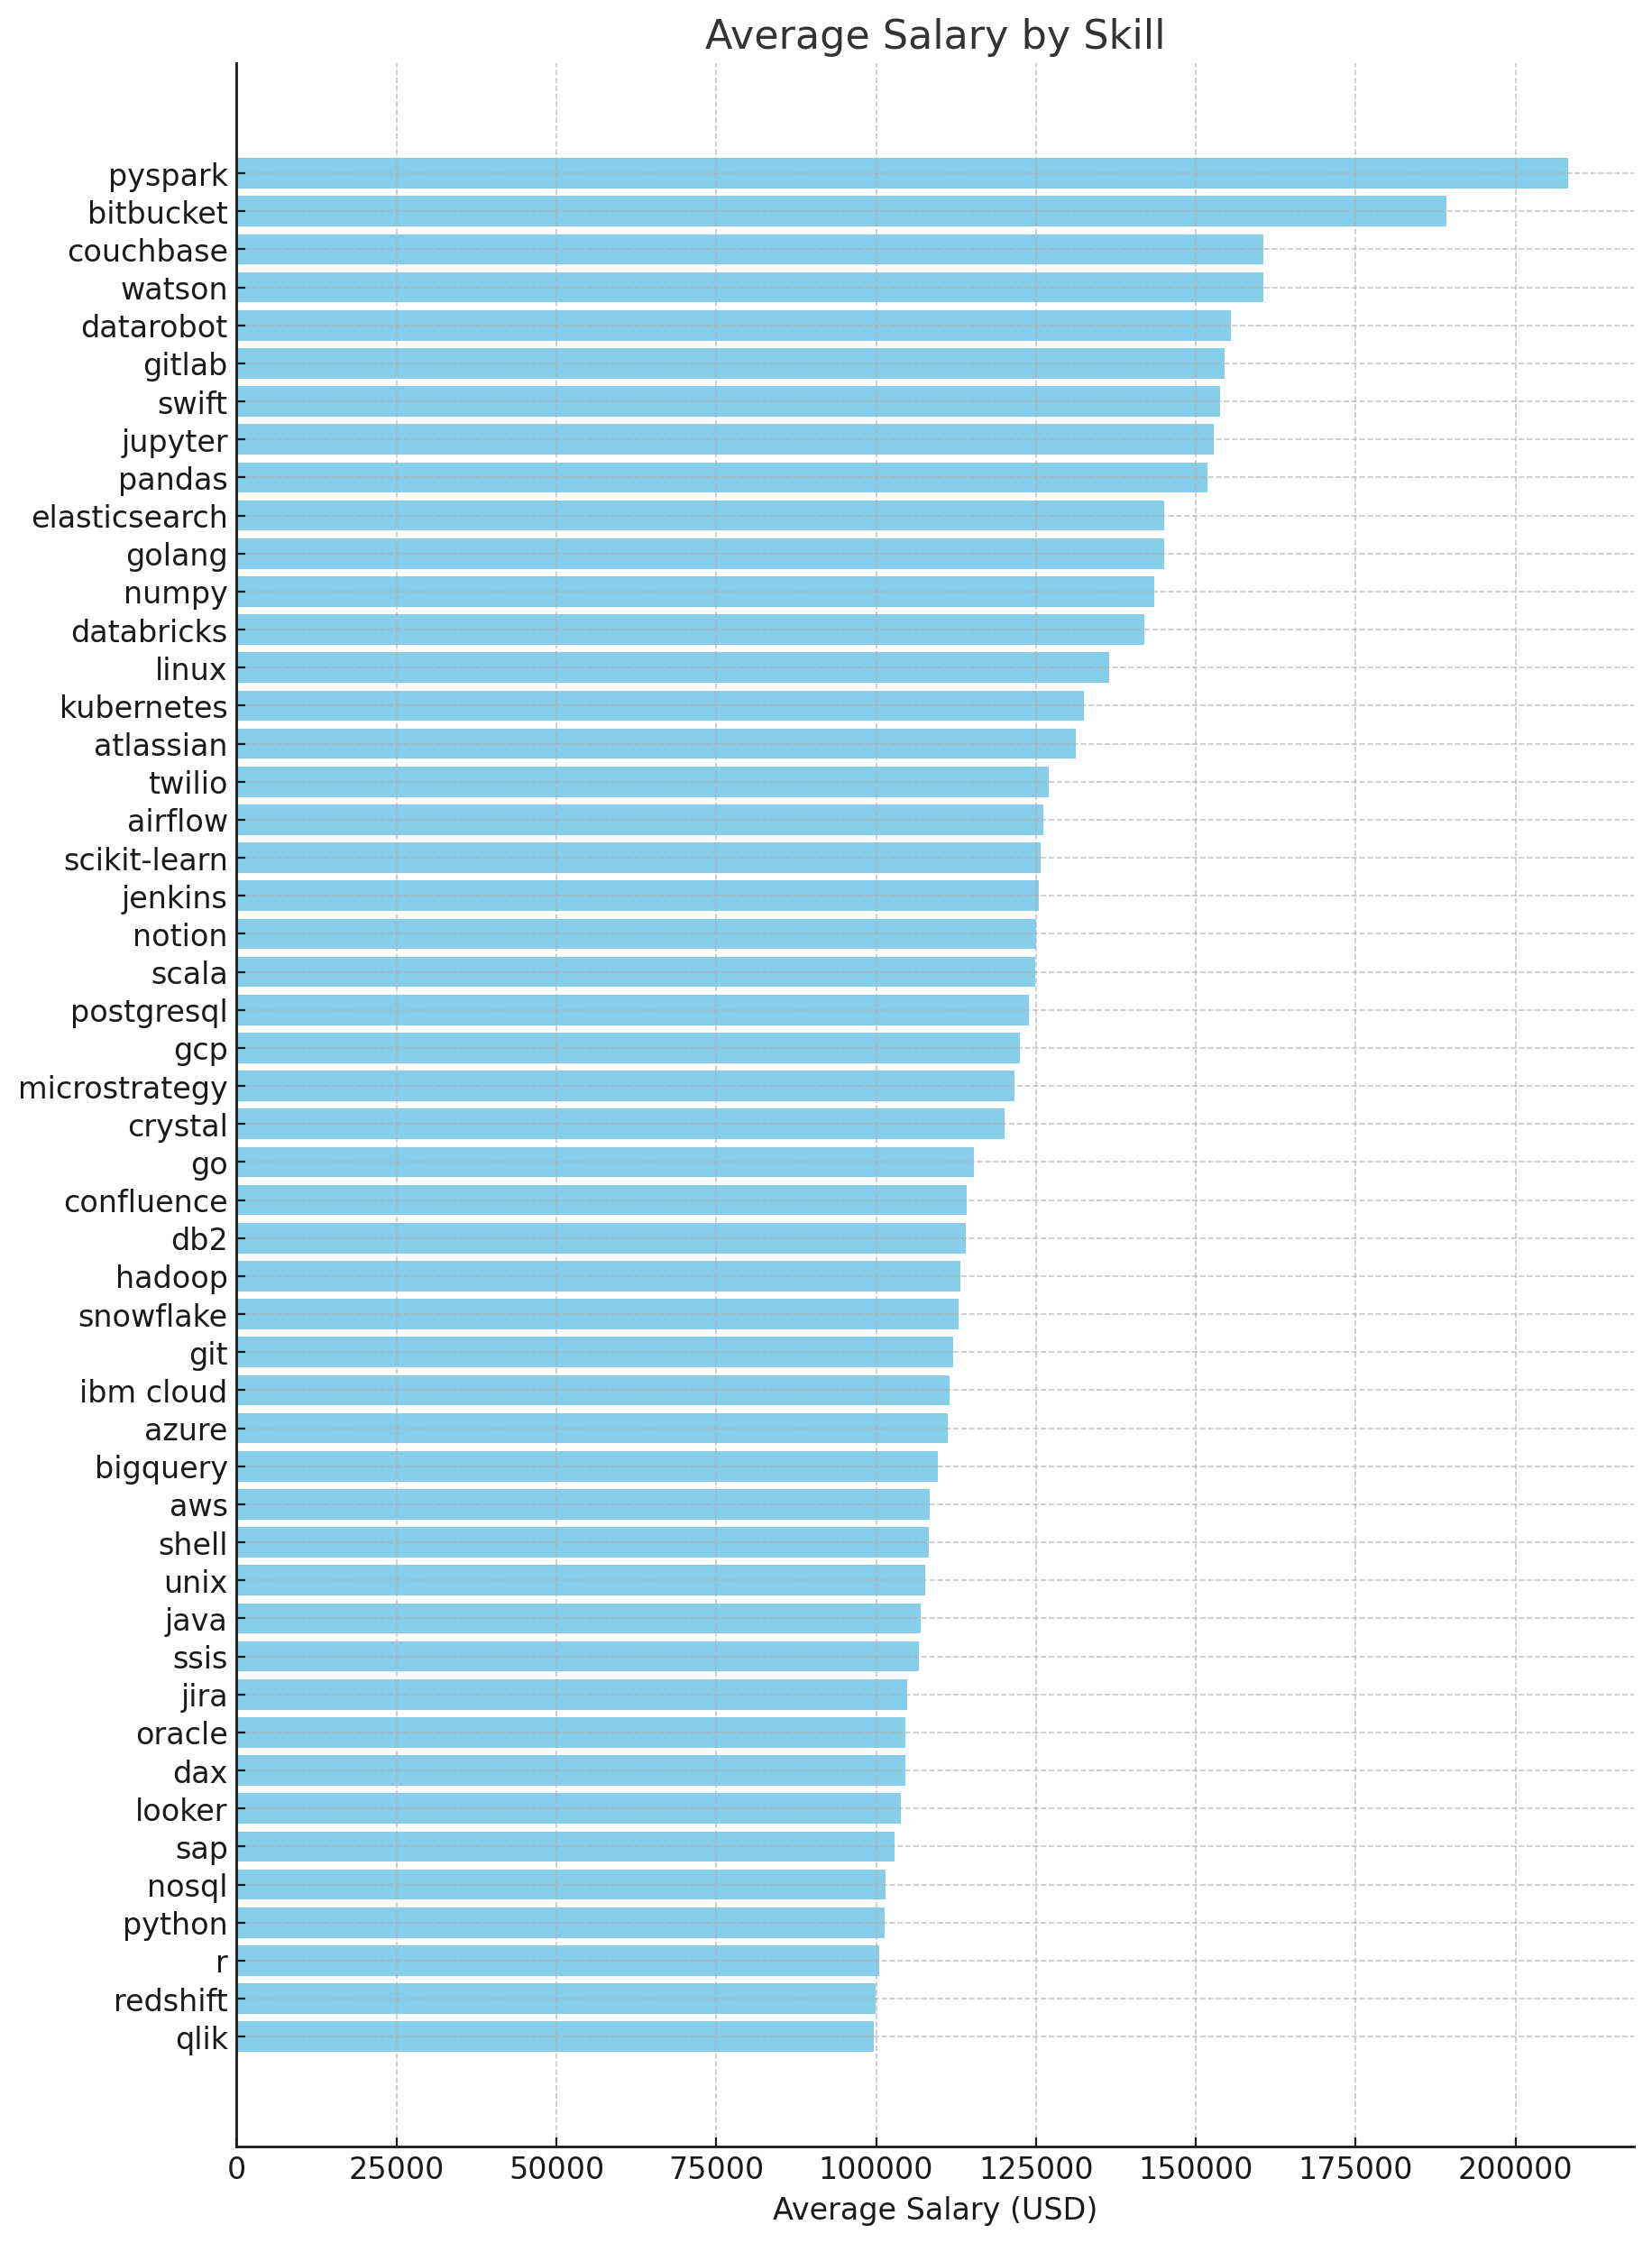 Average Salary by Skill
pyspark
bitbucket
couchbase
watson
datarobot
gitlab
swift
jupyter
pandas
elasticsearch
golang
numpy
databricks
linux
kubernetes
atlassian
twilio
airflow
scikit-learn
jenkins
notion
scala
postgresql
gcp
microstrategy
crystal
go
confluence
db2
hadoop
snowflake
git
ibm cloud
azure
bigquery
aws
shell
unix
java
ssis
jira
oracle
dax
looker
sap
nosql
python
r
redshift
qlik
0 25000 50000 75000 100000 125000 150000 175000 200000
Average Salary (USD)